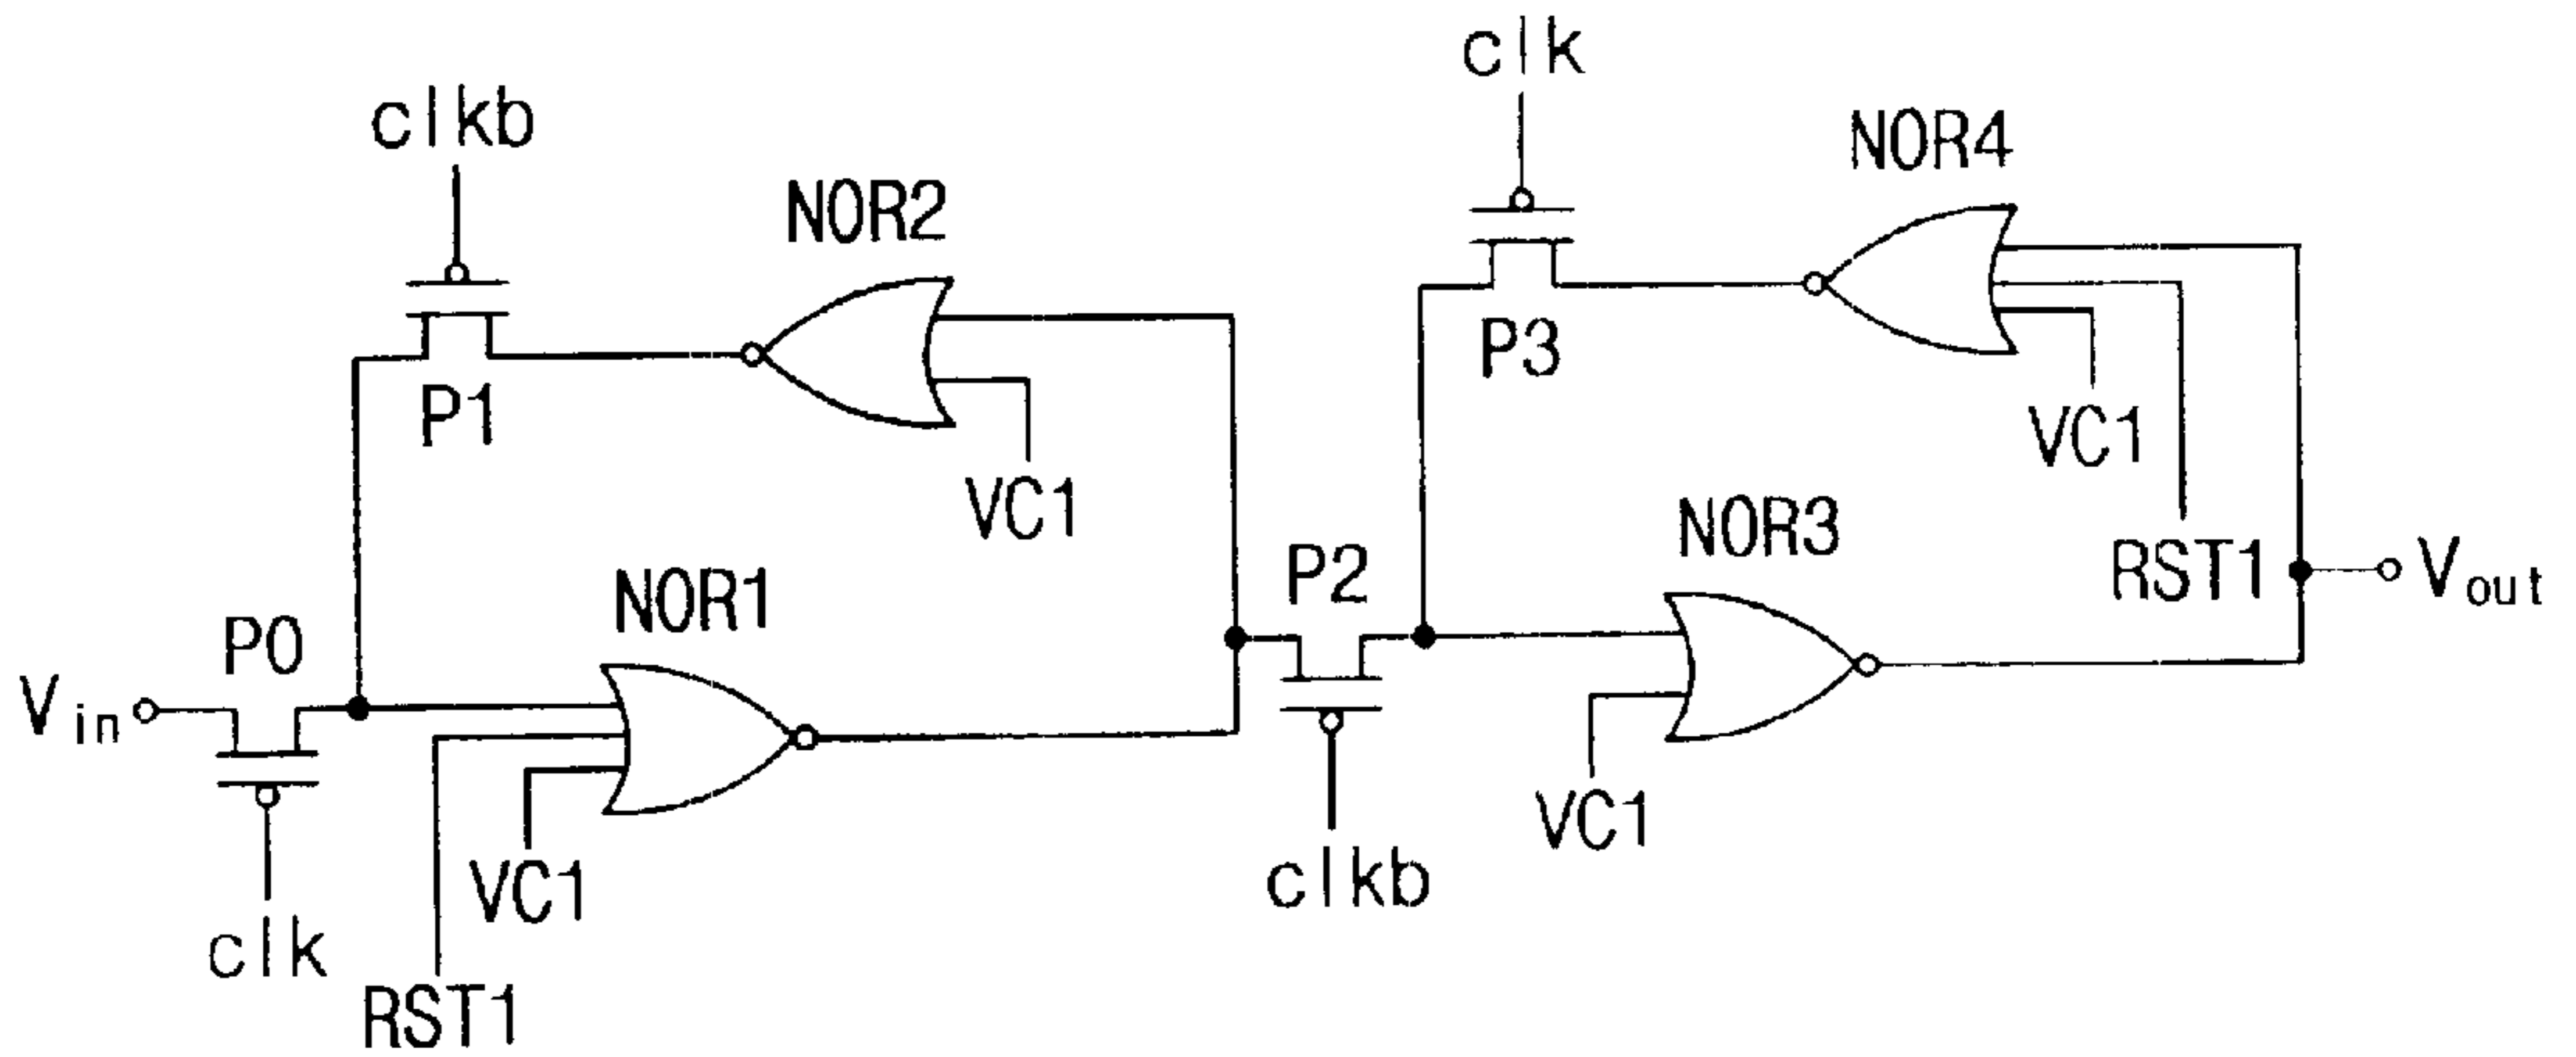 clk
clkb
NOR4
NOR2
P3
P1
VC1
VC1
NOR3
RST1
Vout
P2
NOR1
P0
Vin
VC1
clkb
VC1
clk
RST1